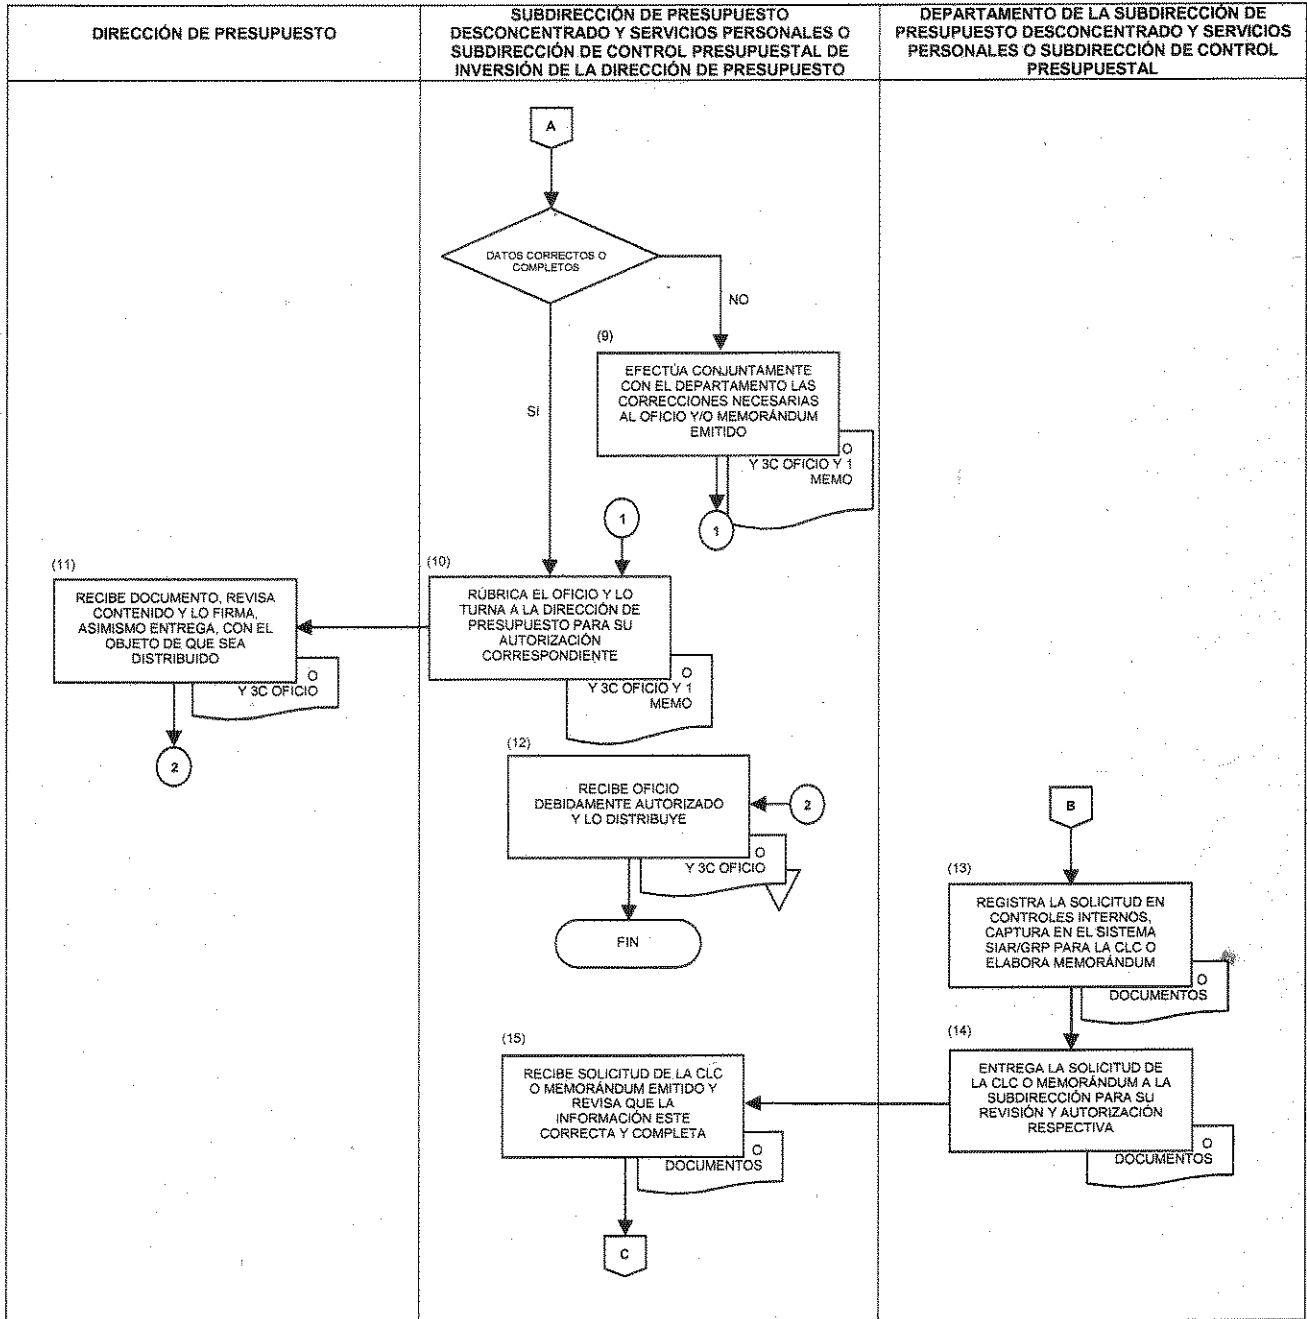 DIRECCIÓN DE PRESUPUESTO
SUBDIRECCIÓN DE PRESUPUESTO
DESCONCENTRADO Y SERVICIOS PERSONALES O
SUBDIRECCIÓN DE CONTROL PRESUPUESTAL DE
INVERSIÓN DE LA DIRECCIÓN DE PRESUPUESTO
DEPARTAMENTO DE LA SUBDIRECCIÓN DE
PRESUPUESTO DESCONCENTRADO Y SERVICIOS
PERSONALES O SUBDIRECCIÓN DE CONTROL
PRESUPUESTAL
A
DATOS CORRECTOS O
COMPLETOS
NO
SI
(9)
EFECTÚA CONJUNTAMENTE
CON EL DEPARTAMENTO LAS
CORRECCIONES NECESARIAS
AL OFICIO Y/O MEMORÁNDUM
EMITIDO
O
Y 3C OFICIO Y 1
MEMO
1
1
(10)
RÚBRICA EL OFICIO Y LO
TURNA A LA DIRECCIÓN DE
PRESUPUESTO PARA SU
AUTORIZACIÓN
CORRESPONDIENTE
O
Y 3C OFICIO Y 1
MEMO
(11)
RECIBE DOCUMENTO, REVISA
CONTENIDO Y LO FIRMA,
ASIMISMO ENTREGA, CON EL
OBJETO DE QUE SEA
DISTRIBUIDO
O
Y 3C OFICIO
2
(12)
RECIBE OFICIO
DEBIDAMENTE AUTORIZADO
Y LO DISTRIBUYE
2
O
Y 3C OFICIO
FIN
B
(13)
REGISTRA LA SOLICITUD EN
CONTROLES INTERNOS,
CAPTURA EN EL SISTEMA
SIAR/GRP PARA LA CLC O
ELABORA MEMORÁNDUM
O
DOCUMENTOS
(14)
ENTREGA LA SOLICITUD DE
LA CLC O MEMORÁNDUM A LA
SUBDIRECCIÓN PARA SU
REVISIÓN Y AUTORIZACIÓN
RESPECTIVA
O
DOCUMENTOS
(15)
RECIBE SOLICITUD DE LA CLC
O MEMORÁNDUM EMITIDO Y
REVISA QUE LA
INFORMACIÓN ESTE
CORRECTA Y COMPLETA
O
DOCUMENTOS
C